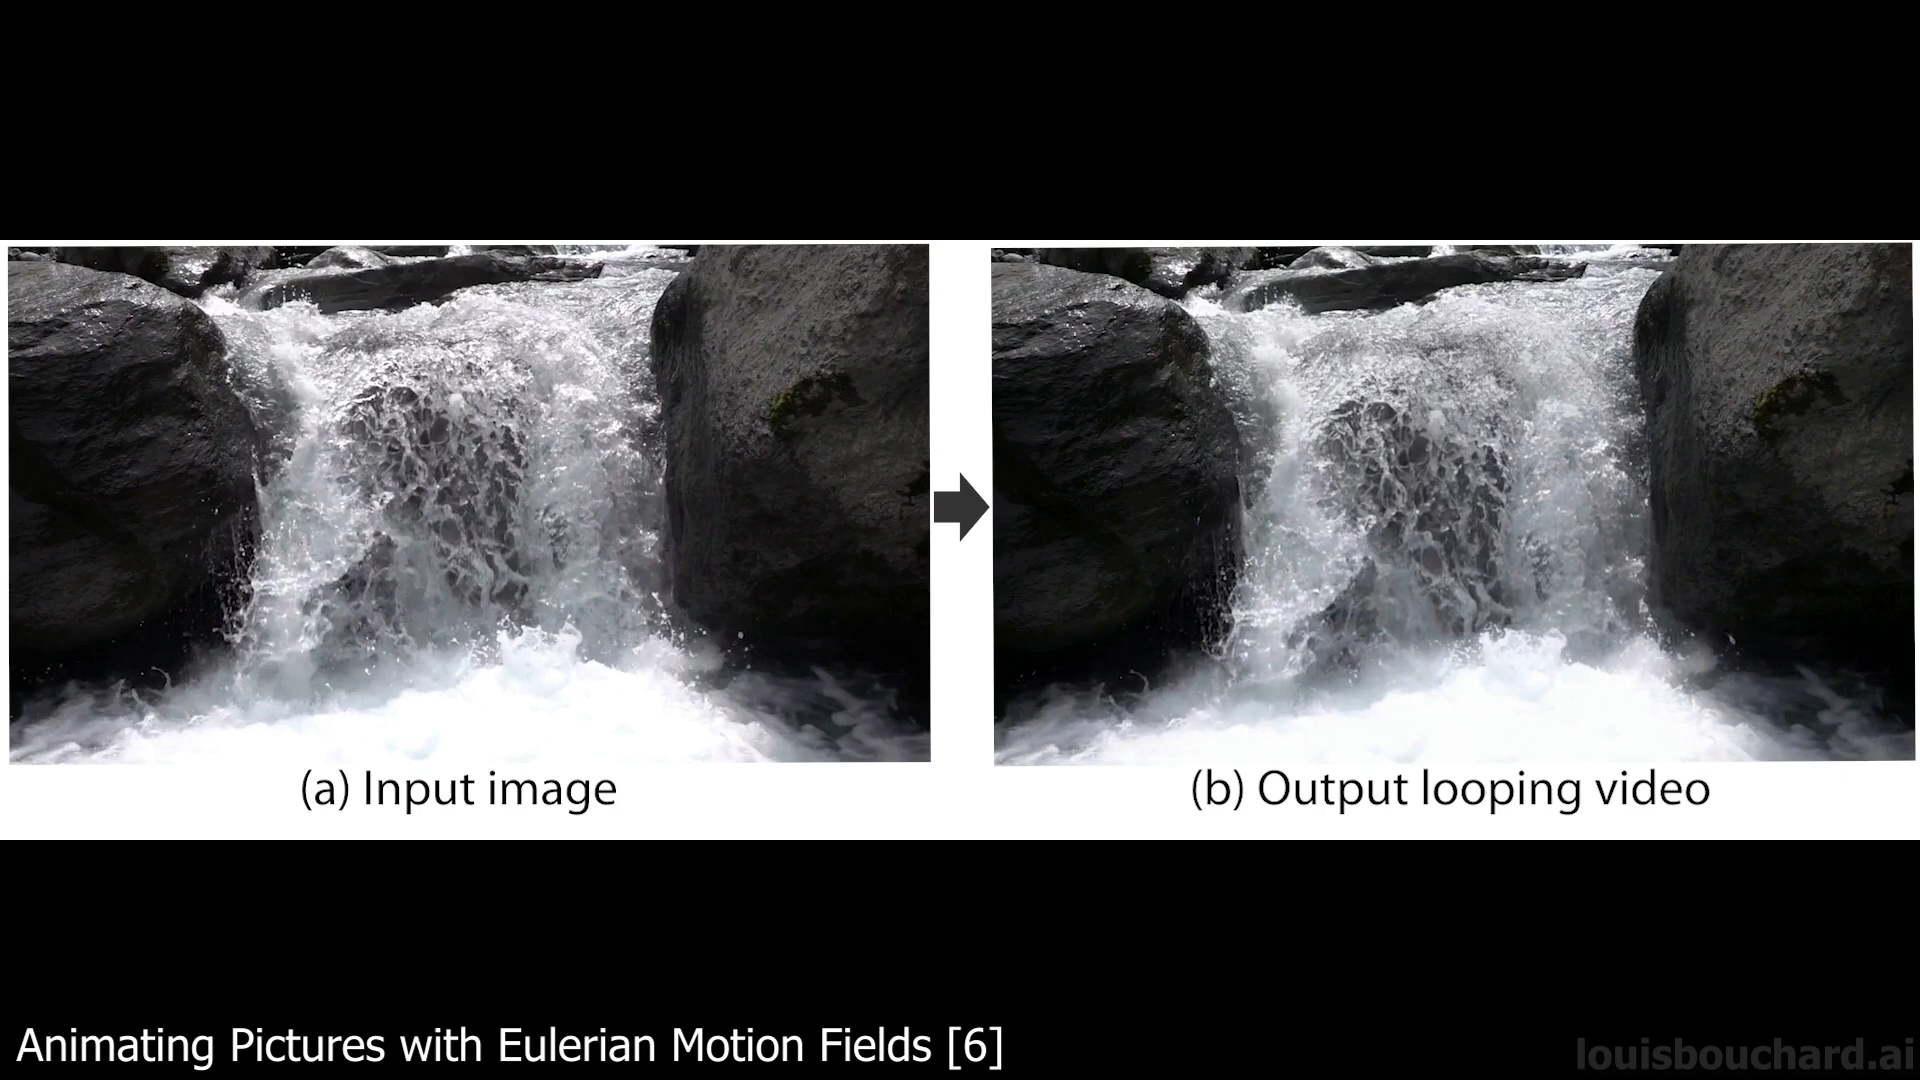 (a) Input image
(b) Output looping video
Animating Pictures with Eulerian Motion Fields [6]
louisbouchard.ai